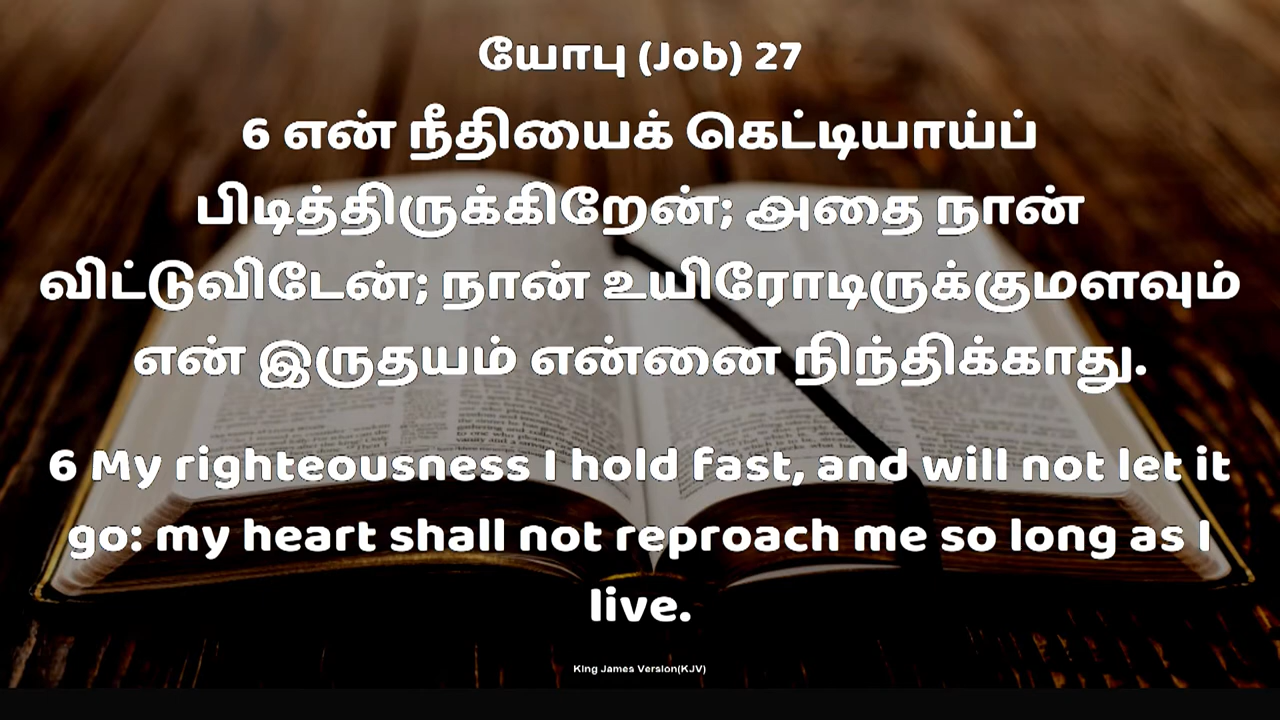 யோபு (Job) 27
6 என் நீதியைக் கெட்டியாய்ப்
பிடித்திருக்கிறேன்; அதை நான்
விட்டுவிடேன்; நான் உயிரோடிருக்குமளவும்
என் இருதயம் என்னை நிந்திக்காது.
6 My righteousness I hold fast, and will not let it
go: my heart shall not reproach me so long as I
live.
King James Version(KJV)